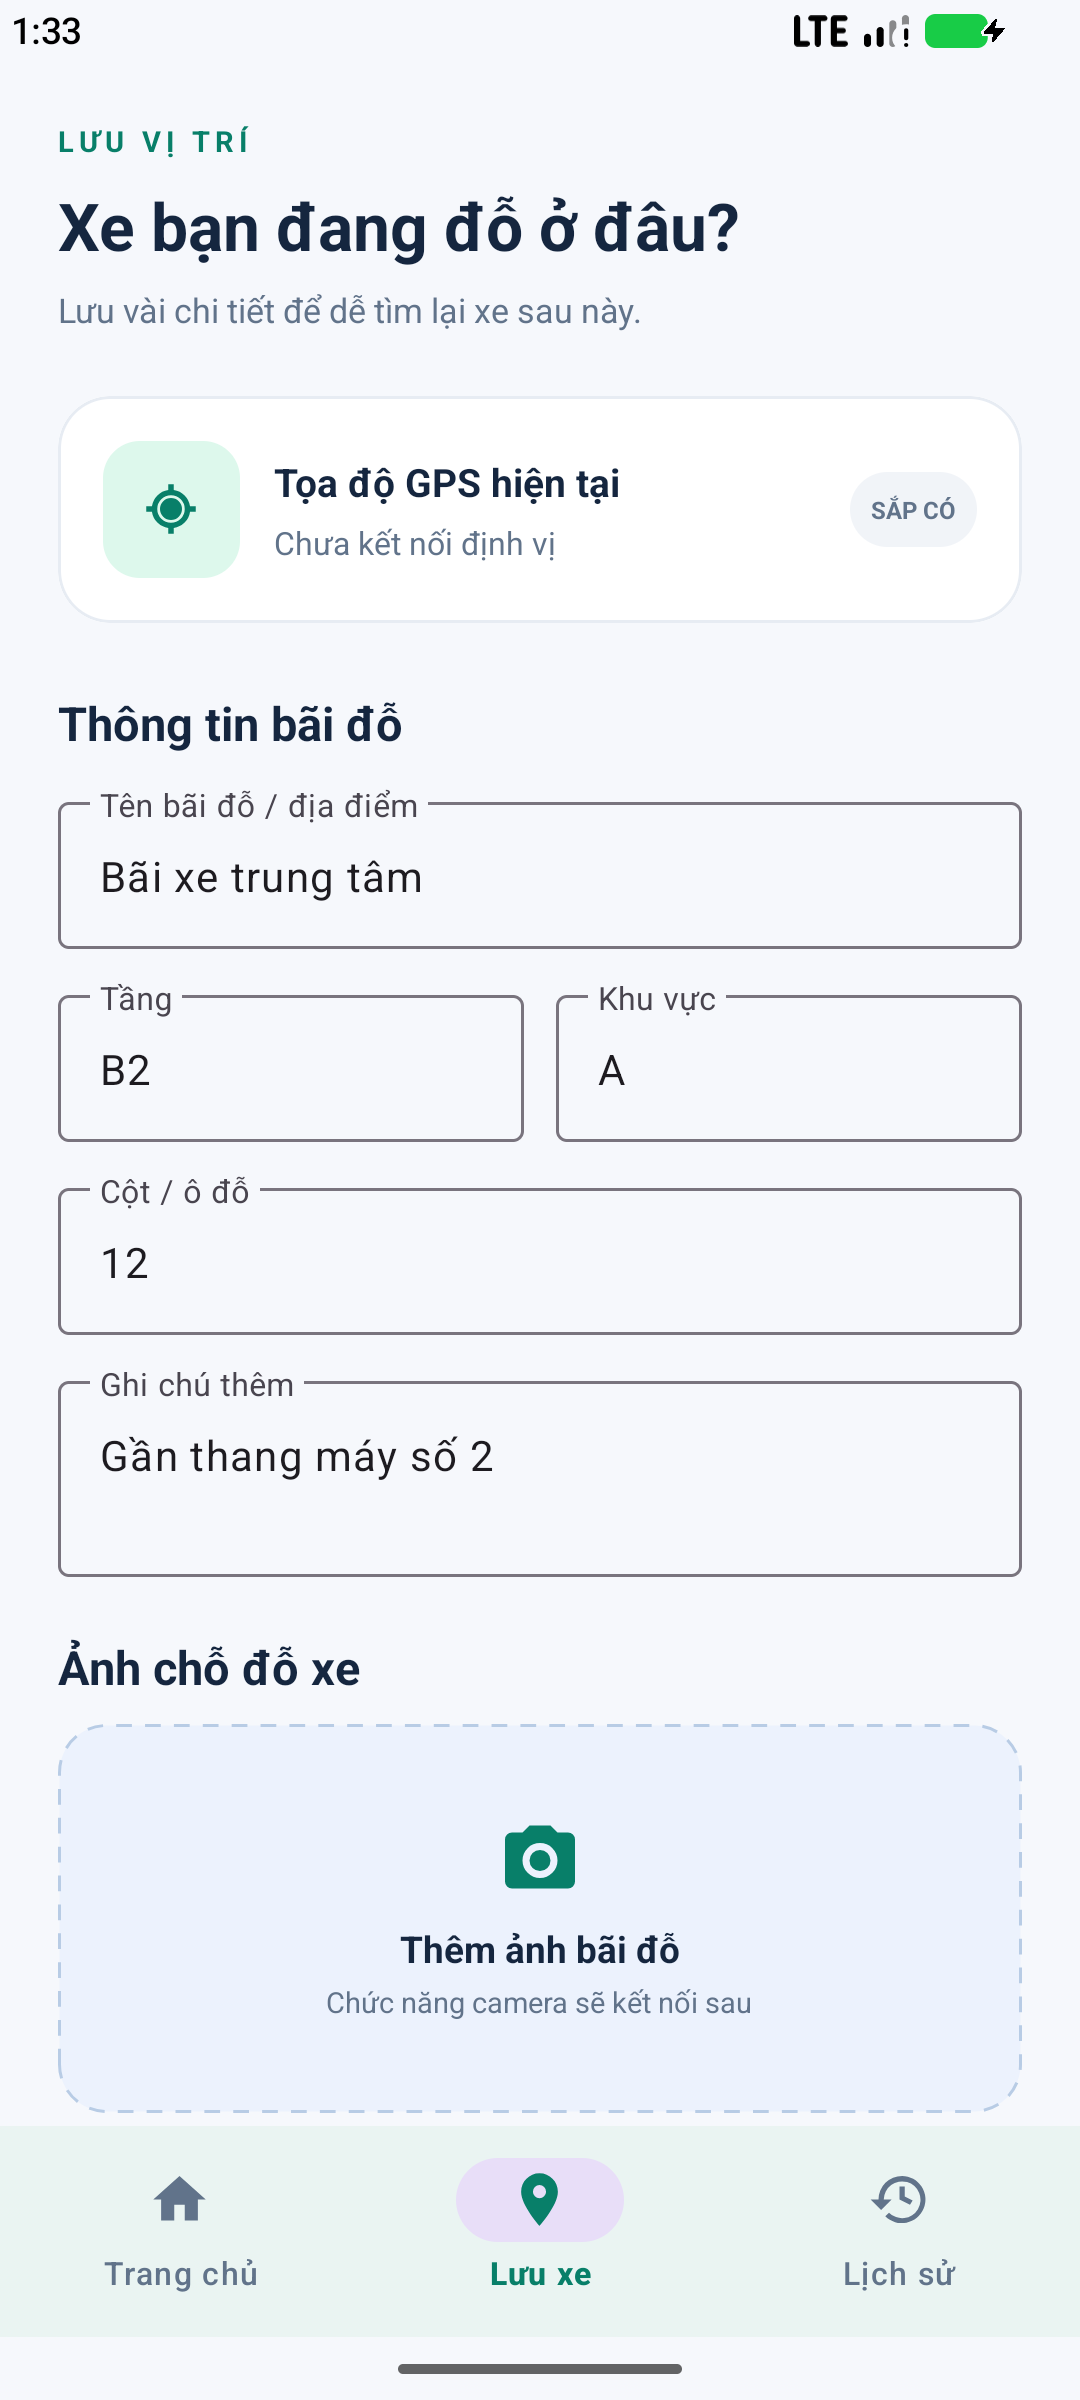 1:33
LTE
LƯU VỊ TRÍ
Xe bạn đang đỗ ở đâu?
Lưu vài chi tiết để dễ tìm lại xe sau này.
Tọa độ GPS hiện tại
Chưa kết nối định vị
SẮP CÓ
Thông tin bãi đỗ
Tên bãi đỗ / địa điểm
Bãi xe trung tâm
Tầng
B2
Khu vực
A
Cột / ô đỗ
12
Ghi chú thêm
Gần thang máy số 2
Ảnh chỗ đỗ xe
Thêm ảnh bãi đỗ
Chức năng camera sẽ kết nối sau
Trang chủ
Lưu xe
Lịch sử